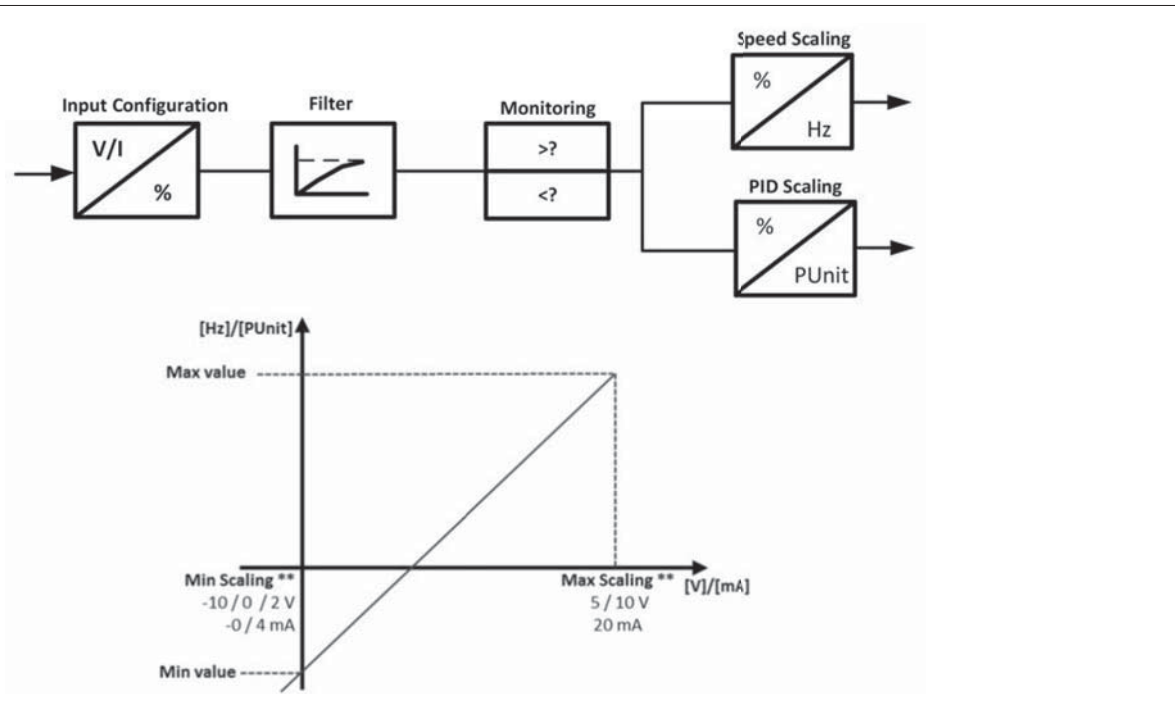 Speed Scaling
%
Hz
Input Configuration
V/I
%
Filter
Monitoring
>?
<?
PID Scaling
%
PUnit
[Hz]/[PUnit]
Max value
Min Scaling **
-10 / 0 / 2 V
-0 / 4 mA
Max Scaling **
5 / 10 V
20 mA
[V]/[mA]
Min value